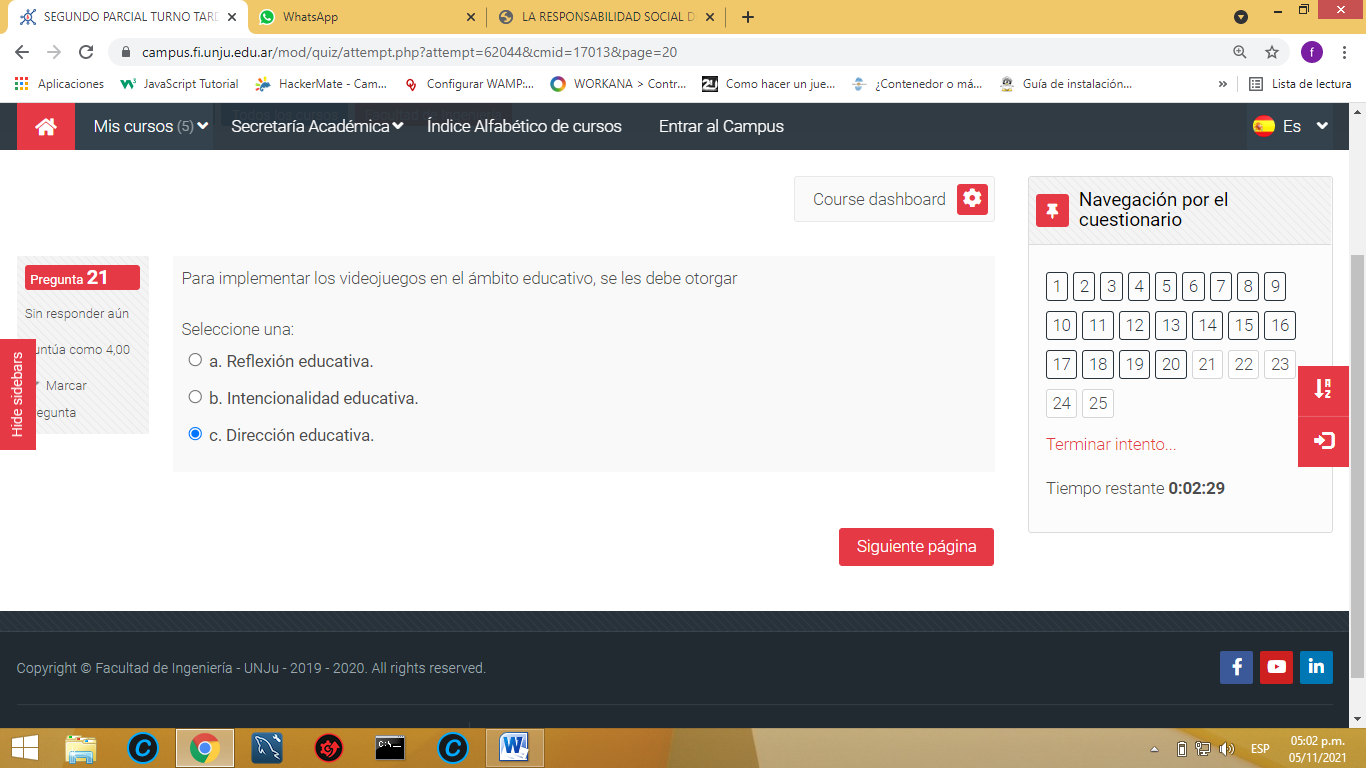 SEGUNDO PARCIAL TURNO TARD
WhatsApp
LA RESPONSABILIDAD SOCIAL D
campus.fi.unju.edu.ar/mod/quiz/attempt.php?attempt=62044&cmid=17013&page=20
f
Aplicaciones
JavaScript Tutorial
HackerMate - Cam...
Configurar WAMP:...
WORKANA > Contr...
Como hacer un jue...
¿Contenedor o má...
Guía de instalación...
»
Lista de lectura
Mis cursos (5)
Secretaría Académica
Índice Alfabético de cursos
Entrar al Campus
Es
Course dashboard
Navegación por el
cuestionario
Pregunta 21
Sin responder aún
untúa como 4,00
Marcar
egunta
Hide sidebars
Para implementar los videojuegos en el ámbito educativo, se les debe otorgar
Seleccione una:
a. Reflexión educativa.
b. Intencionalidad educativa.
c. Dirección educativa.
1 2 3 4 5 6 7 8 9
10 11 12 13 14 15 16
17 18 19 20 21 22 23
24 25
Terminar intento...
Tiempo restante 0:02:29
Siguiente página
Copyright © Facultad de Ingeniería - UNJu - 2019 - 2020. All rights reserved.
ESP
05:02 p.m.
05/11/2021